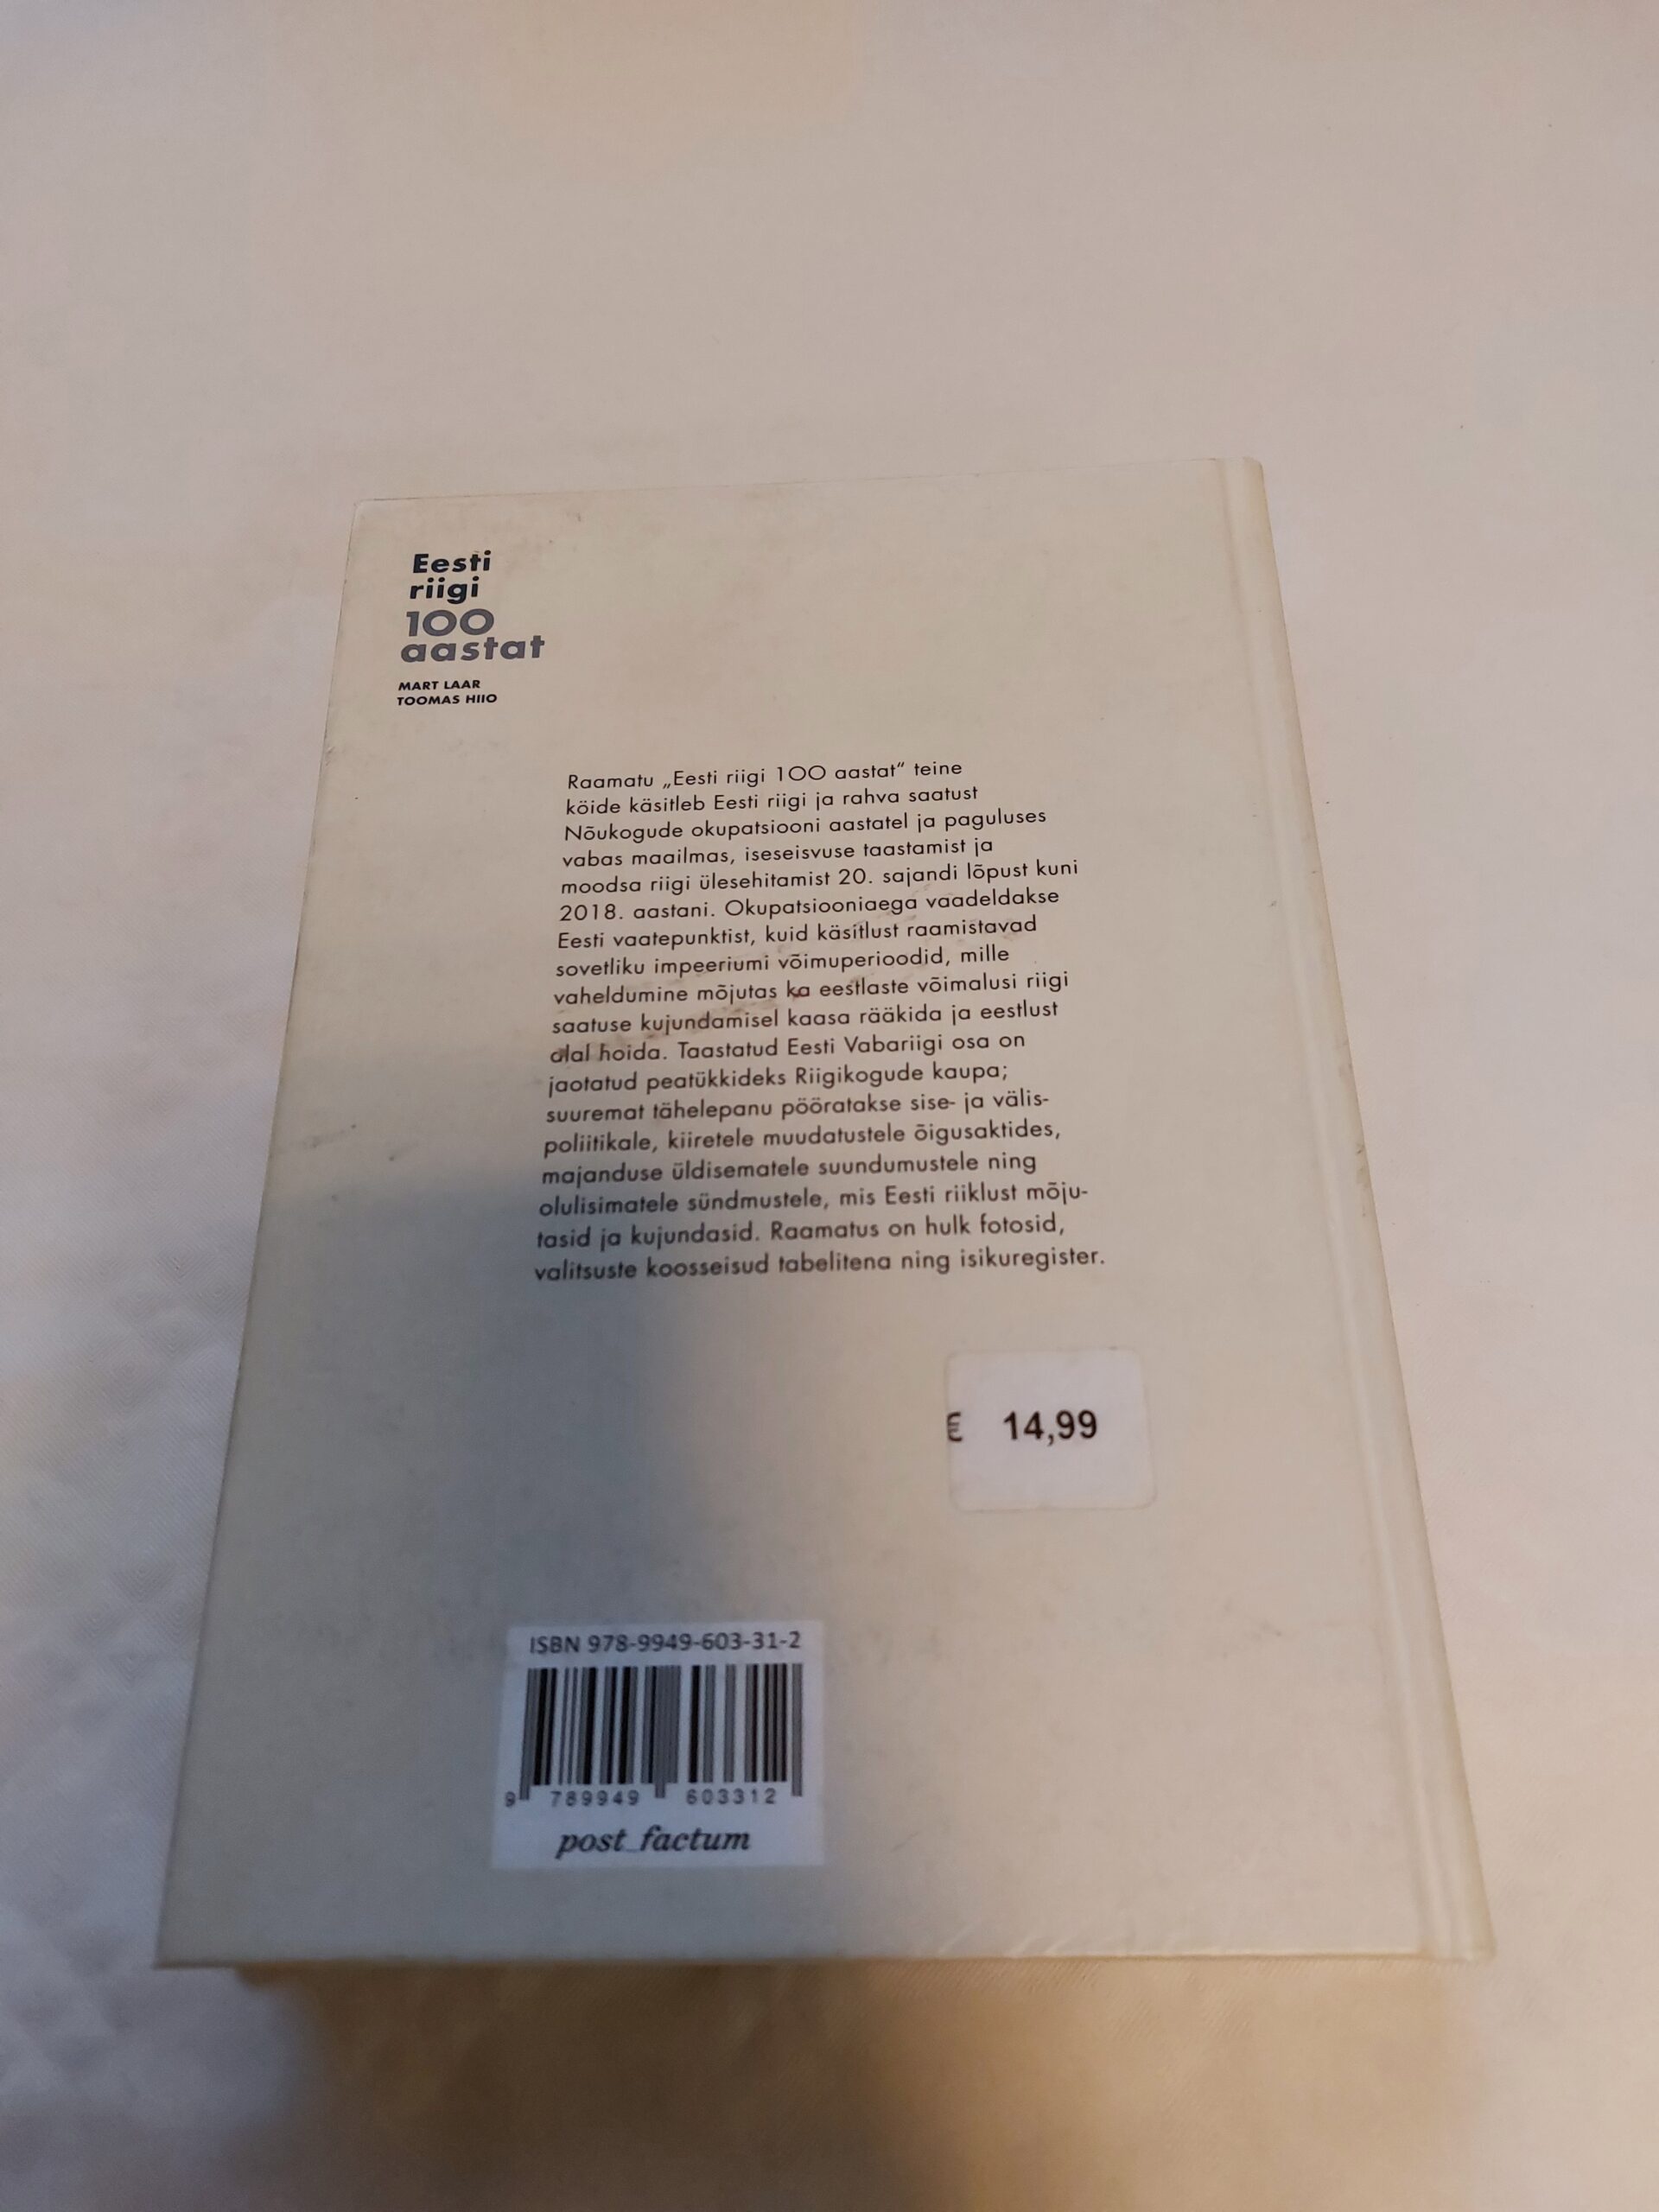 Eesti
riigi
100
aastat
MART LAAR
TOOMAS HIIO
Raamatu „Eesti riigi 100 aastat“ teine
köide käsitleb Eesti riigi ja rahva saatust
Nõukogude okupatsiooni aastatel ja paguluses
vabas maailmas, iseseisvuse taastamist ja
moodsa riigi ülesehitamist 20. sajandi lõpust kuni
2018. aastani. Okupatsiooniaega vaadeldakse
Eesti vaatepunktist, kuid käsitlust raamistavad
sovetliku impeeriumi võimuperioodid, mille
vaheldumine mõjutas ka eestlaste võimalusi riigi
saatuse kujundamisel kaasa rääkida ja eestlust
alal hoida. Taastatud Eesti Vabariigi osa on
jaotatud peatükkideks Riigikogude kaupa;
suuremat tähelepanu pööratakse sise- ja välis-
poliitikale, kiiretele muudatustele õigusaktides,
majanduse üldisematele suundumustele ning
olulisimatele sündmustele, mis Eesti riiklust mõju-
tasid ja kujundasid. Raamatus on hulk fotosid,
valitsuste koosseisud tabelitena ning isikuregister.
€ 14,99
ISBN 978-9949-603-31-2
9 789949 603312
post_factum